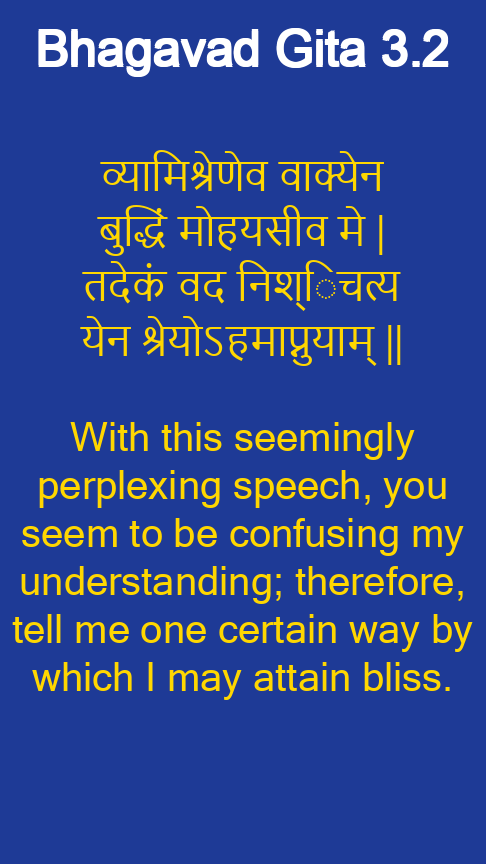 Bhagavad Gita 3.2
व्यामिश्रेणेव वाक्येन
बुद्धिं मोहयसीव मे |
तदेकं वद निश्िचत्य
येन श्रेयोऽहमाप्नुयाम् ||
With this seemingly
perplexing speech, you
seem to be confusing my
understanding; therefore,
tell me one certain way by
which I may attain bliss.